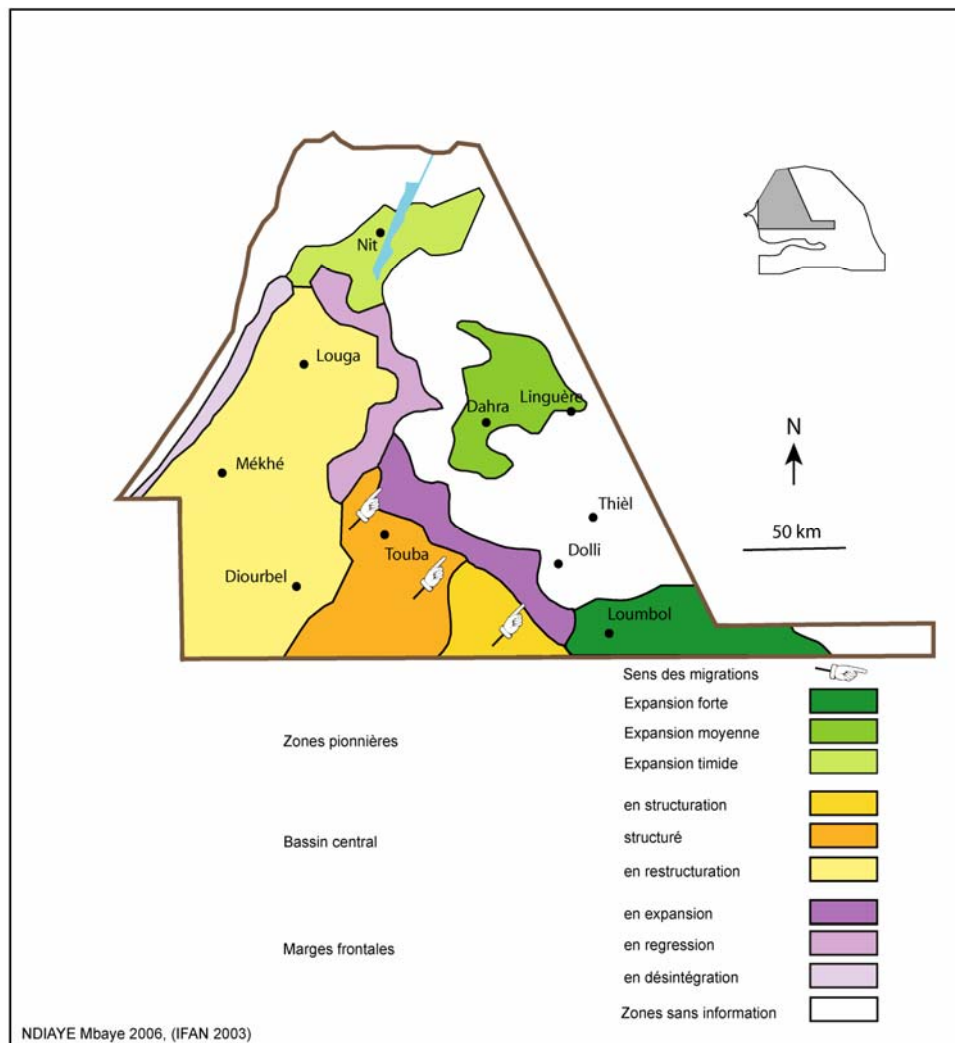 Nit
Louga
Linguère
Dahra
N
Mékhé
Thièl
50 km
Touba
Dolli
Diourbel
Loumbol
Sens des migrations
Expansion forte
Zones pionnières
Expansion moyenne
Expansion timide
en structuration
Bassin central
structuré
en restructuration
en expansion
Marges frontales
en regression
en désintégration
Zones sans information
NDIAYE Mbaye 2006, (IFAN 2003)